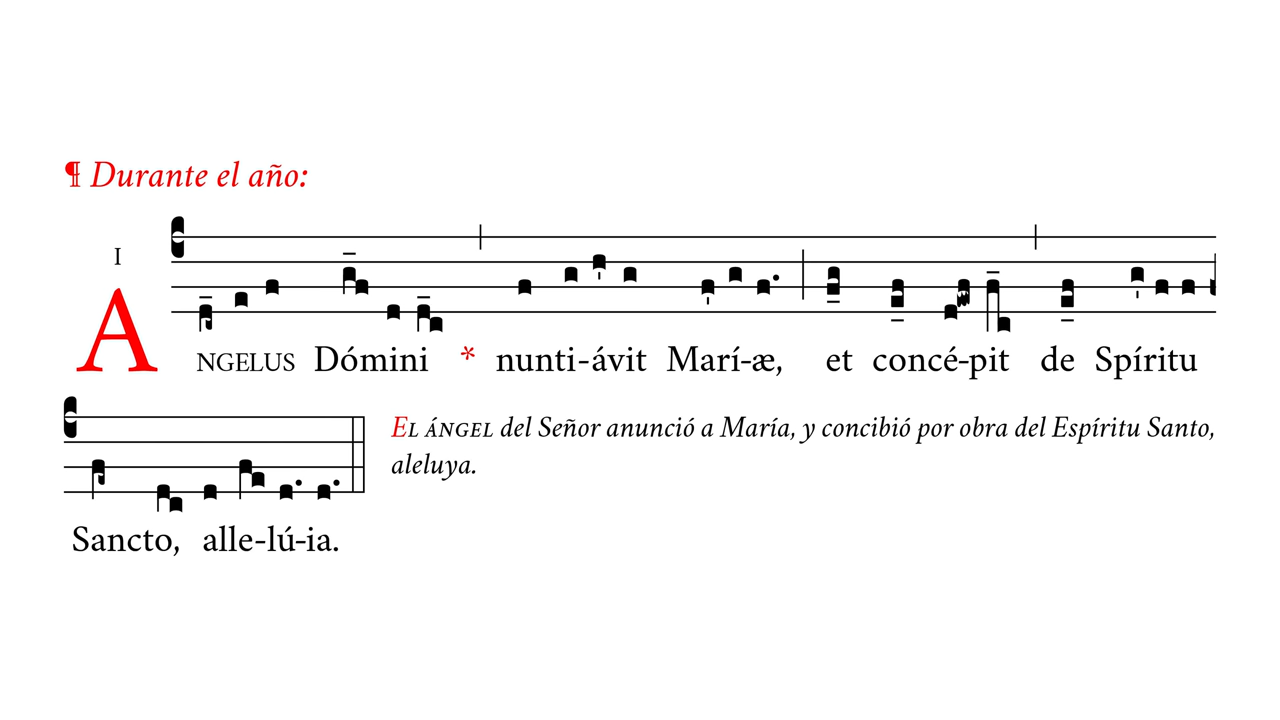 ¶ Durante el año:
I
ANGELUS Dómini * nunti-ávit Marí-æ, et concé-pit de Spíritu
Sancto, alle-lú-ia.
EL ÁNGEL del Señor anunció a María, y concibió por obra del Espíritu Santo,
aleluya.